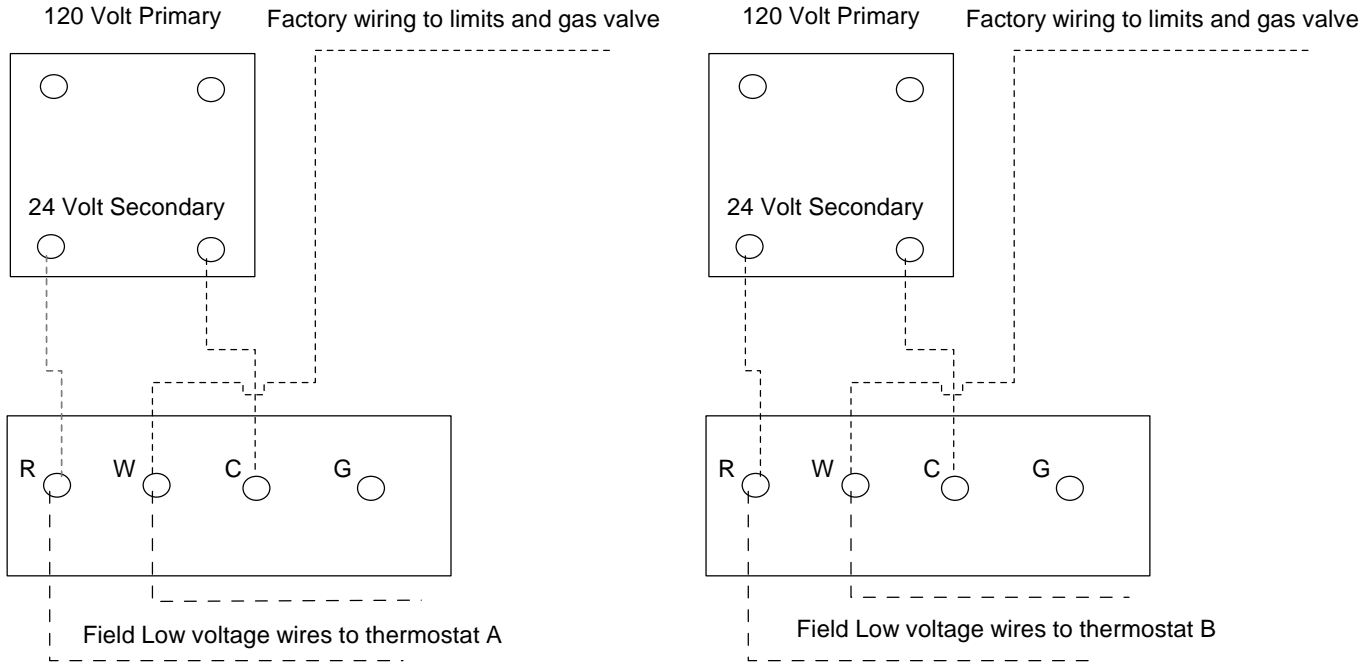 120 Volt Primary
Factory wiring to limits and gas valve
24 Volt Secondary
R W C G
Field Low voltage wires to thermostat A
120 Volt Primary
Factory wiring to limits and gas valve
24 Volt Secondary
R W C G
Field Low voltage wires to thermostat B